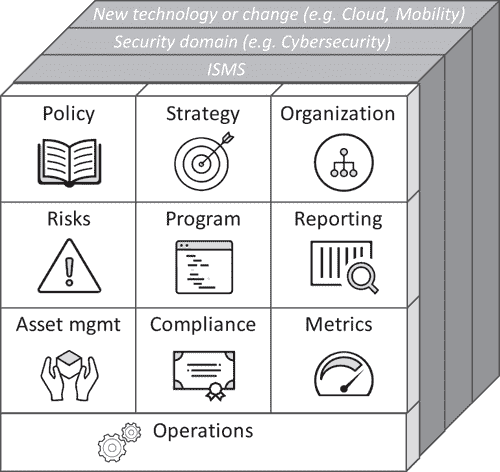 New technology or change (e.g. Cloud, Mobility)
Security domain (e.g. Cybersecurity)
ISMS
Policy
Strategy
Organization
Risks
Program
Reporting
Asset mgmt
Compliance
Metrics
Operations